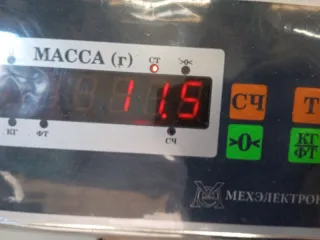 МАССА (г) СТ >0<
11.5
КГ ФТ СЧ
СЧ Т
>0< КГ ФТ
МЕХЭЛЕКТРОН